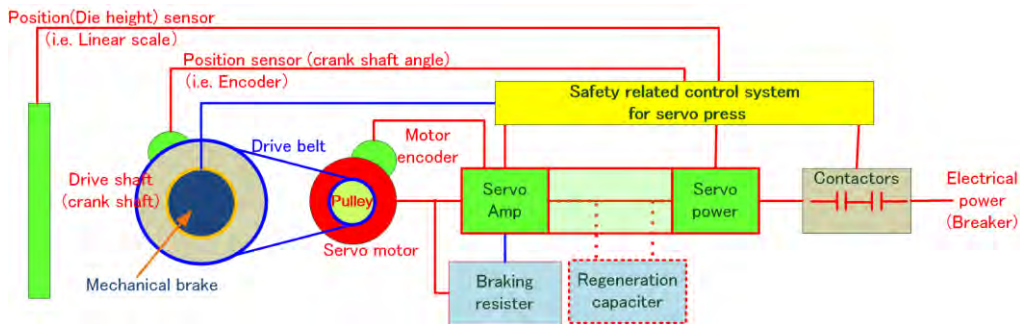 Position(Die height) sensor
(i.e. Linear scale)
Position sensor (crank shaft angle)
(i.e. Encoder)
Safety related control system
for servo press
Motor
encoder
Drive belt
Drive shaft
(crank shaft)
Pulley
Servo motor
Mechanical brake
Servo
Amp
Servo
power
Contactors
Electrical
power
(Breaker)
Braking
resister
Regeneration
capaciter